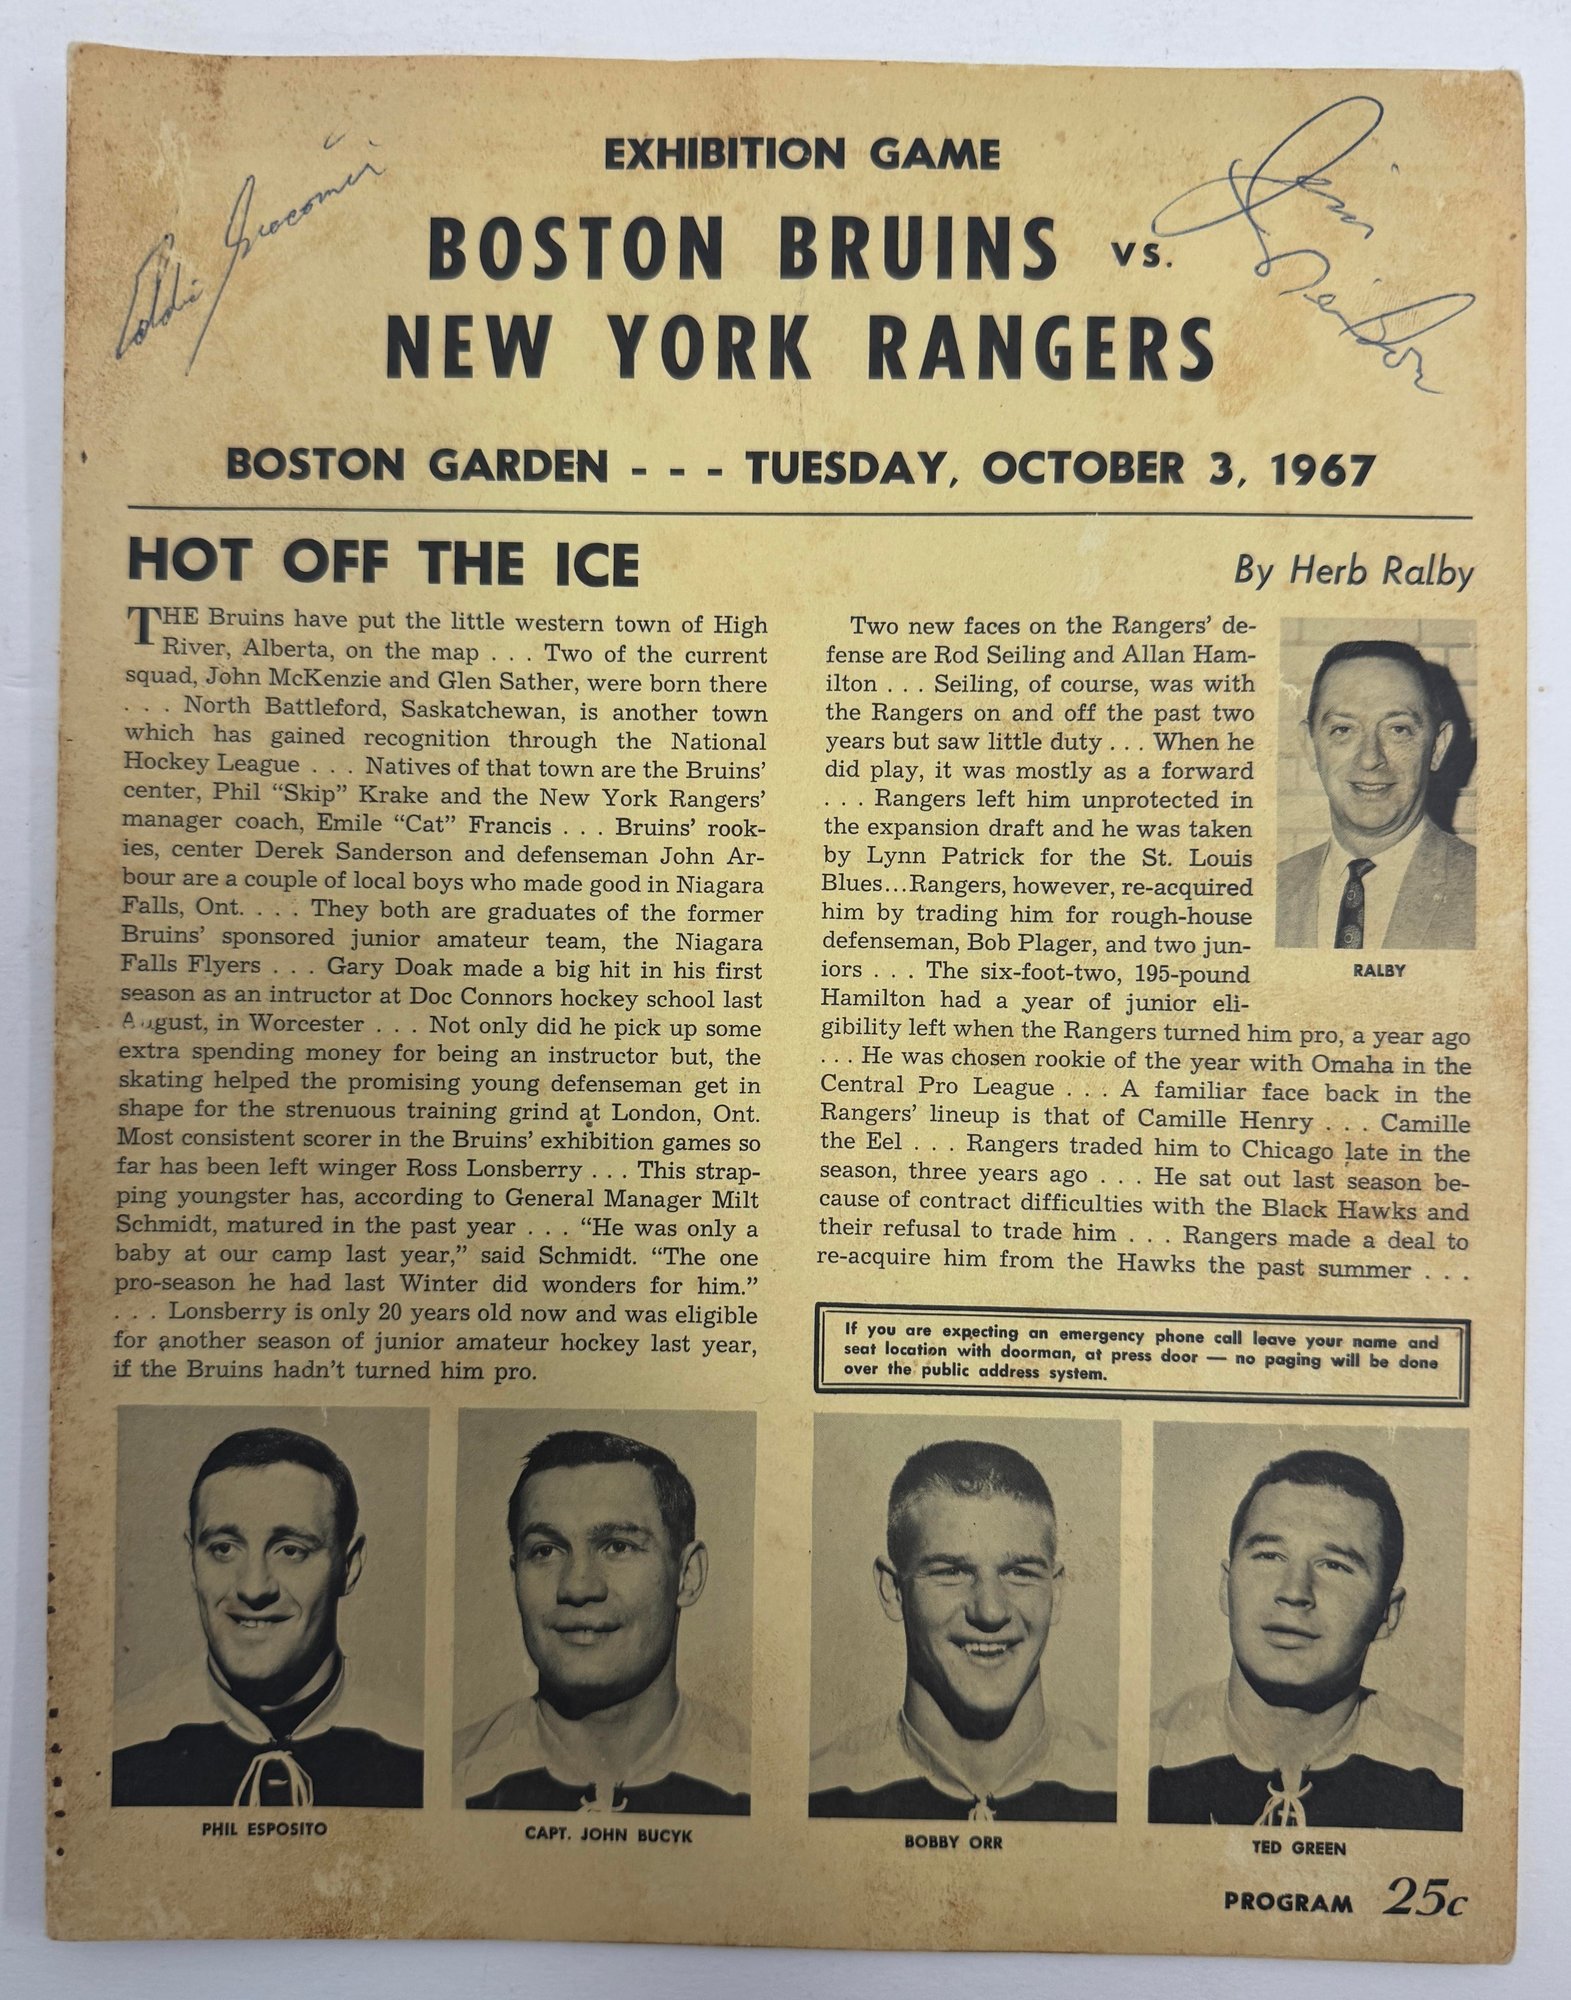 Eddie Giacomin
Jim Neilson
EXHIBITION GAME
BOSTON BRUINS vs.
NEW YORK RANGERS
BOSTON GARDEN - - - TUESDAY, OCTOBER 3, 1967
HOT OFF THE ICE
By Herb Ralby
THE Bruins have put the little western town of High
River, Alberta, on the map . . . Two of the current
squad, John McKenzie and Glen Sather, were born there
. . . North Battleford, Saskatchewan, is another town
which has gained recognition through the National
Hockey League . . . Natives of that town are the Bruins'
center, Phil "Skip" Krake and the New York Rangers'
manager coach, Emile "Cat" Francis . . . Bruins' rook-
ies, center Derek Sanderson and defenseman John Ar-
bour are a couple of local boys who made good in Niagara
Falls, Ont. . . . They both are graduates of the former
Bruins' sponsored junior amateur team, the Niagara
Falls Flyers . . . Gary Doak made a big hit in his first
season as an intructor at Doc Connors hockey school last
August, in Worcester . . . Not only did he pick up some
extra spending money for being an instructor but, the
skating helped the promising young defenseman get in
shape for the strenuous training grind at London, Ont.
Most consistent scorer in the Bruins' exhibition games so
far has been left winger Ross Lonsberry . . . This strap-
ping youngster has, according to General Manager Milt
Schmidt, matured in the past year . . . "He was only a
baby at our camp last year," said Schmidt. "The one
pro-season he had last Winter did wonders for him."
. . . Lonsberry is only 20 years old now and was eligible
for another season of junior amateur hockey last year,
if the Bruins hadn't turned him pro.
Two new faces on the Rangers' de-
fense are Rod Seiling and Allan Ham-
ilton . . . Seiling, of course, was with
the Rangers on and off the past two
years but saw little duty . . . When he
did play, it was mostly as a forward
. . . Rangers left him unprotected in
the expansion draft and he was taken
by Lynn Patrick for the St. Louis
Blues...Rangers, however, re-acquired
him by trading him for rough-house
defenseman, Bob Plager, and two jun-
iors . . . The six-foot-two, 195-pound
Hamilton had a year of junior eli-
gibility left when the Rangers turned him pro, a year ago
. . . He was chosen rookie of the year with Omaha in the
Central Pro League . . . A familiar face back in the
Rangers' lineup is that of Camille Henry . . . Camille
the Eel . . . Rangers traded him to Chicago late in the
season, three years ago . . . He sat out last season be-
cause of contract difficulties with the Black Hawks and
their refusal to trade him . . . Rangers made a deal to
re-acquire him from the Hawks the past summer . . .
RALBY
If you are expecting an emergency phone call leave your name and
seat location with doorman, at press door — no paging will be done
over the public address system.
PHIL ESPOSITO
CAPT. JOHN BUCYK
BOBBY ORR
TED GREEN
PROGRAM 25c